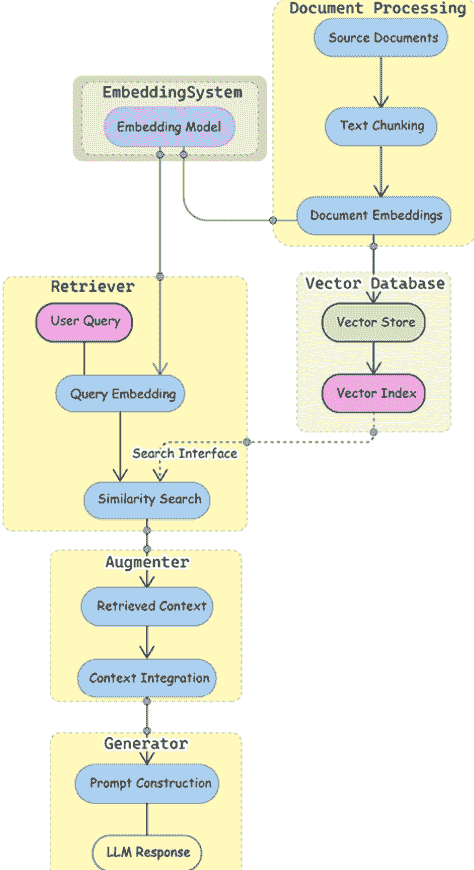 Document Processing
Source Documents
Text Chunking
Document Embeddings
EmbeddingSystem
Embedding Model
Vector Database
Vector Store
Vector Index
Retriever
User Query
Query Embedding
Search Interface
Similarity Search
Augmenter
Retrieved Context
Context Integration
Generator
Prompt Construction
LLM Response